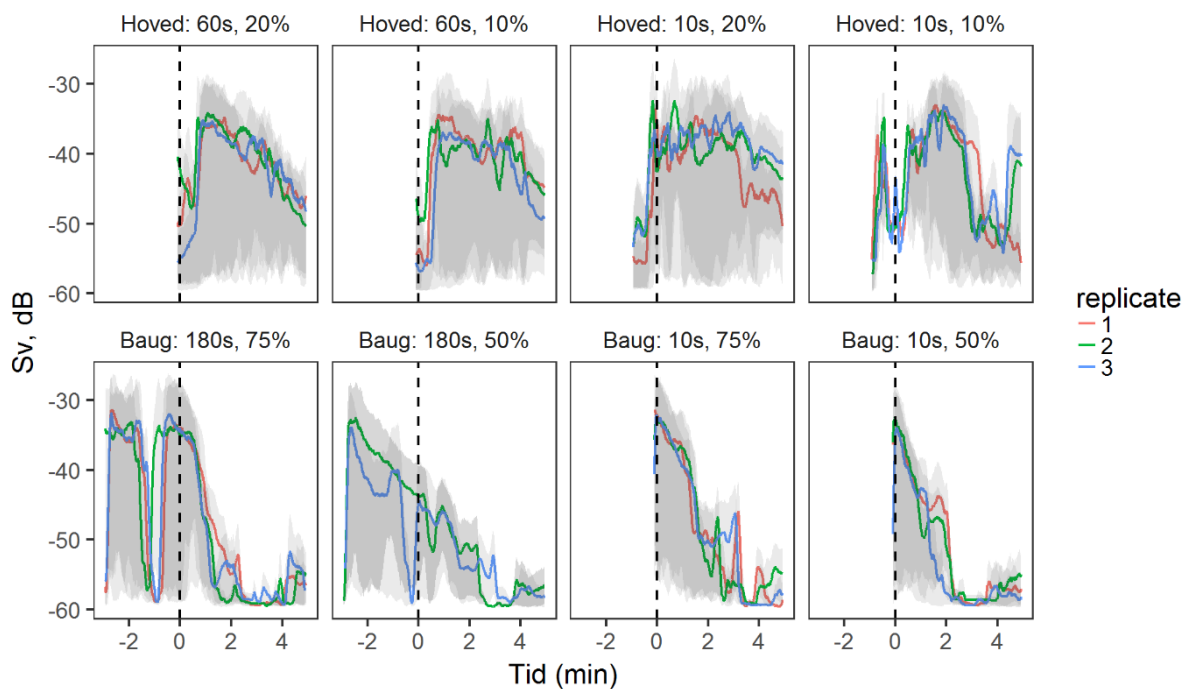 Hoved: 60s, 20%
Hoved: 60s, 10%
Hoved: 10s, 20%
Hoved: 10s, 10%
-30
-40
-50
-60
Sv, dB
Baug: 180s, 75%
Baug: 180s, 50%
Baug: 10s, 75%
Baug: 10s, 50%
-30
-40
-50
-60
-2 0 2 4
-2 0 2 4
-2 0 2 4
-2 0 2 4
Tid (min)
replicate
1
2
3